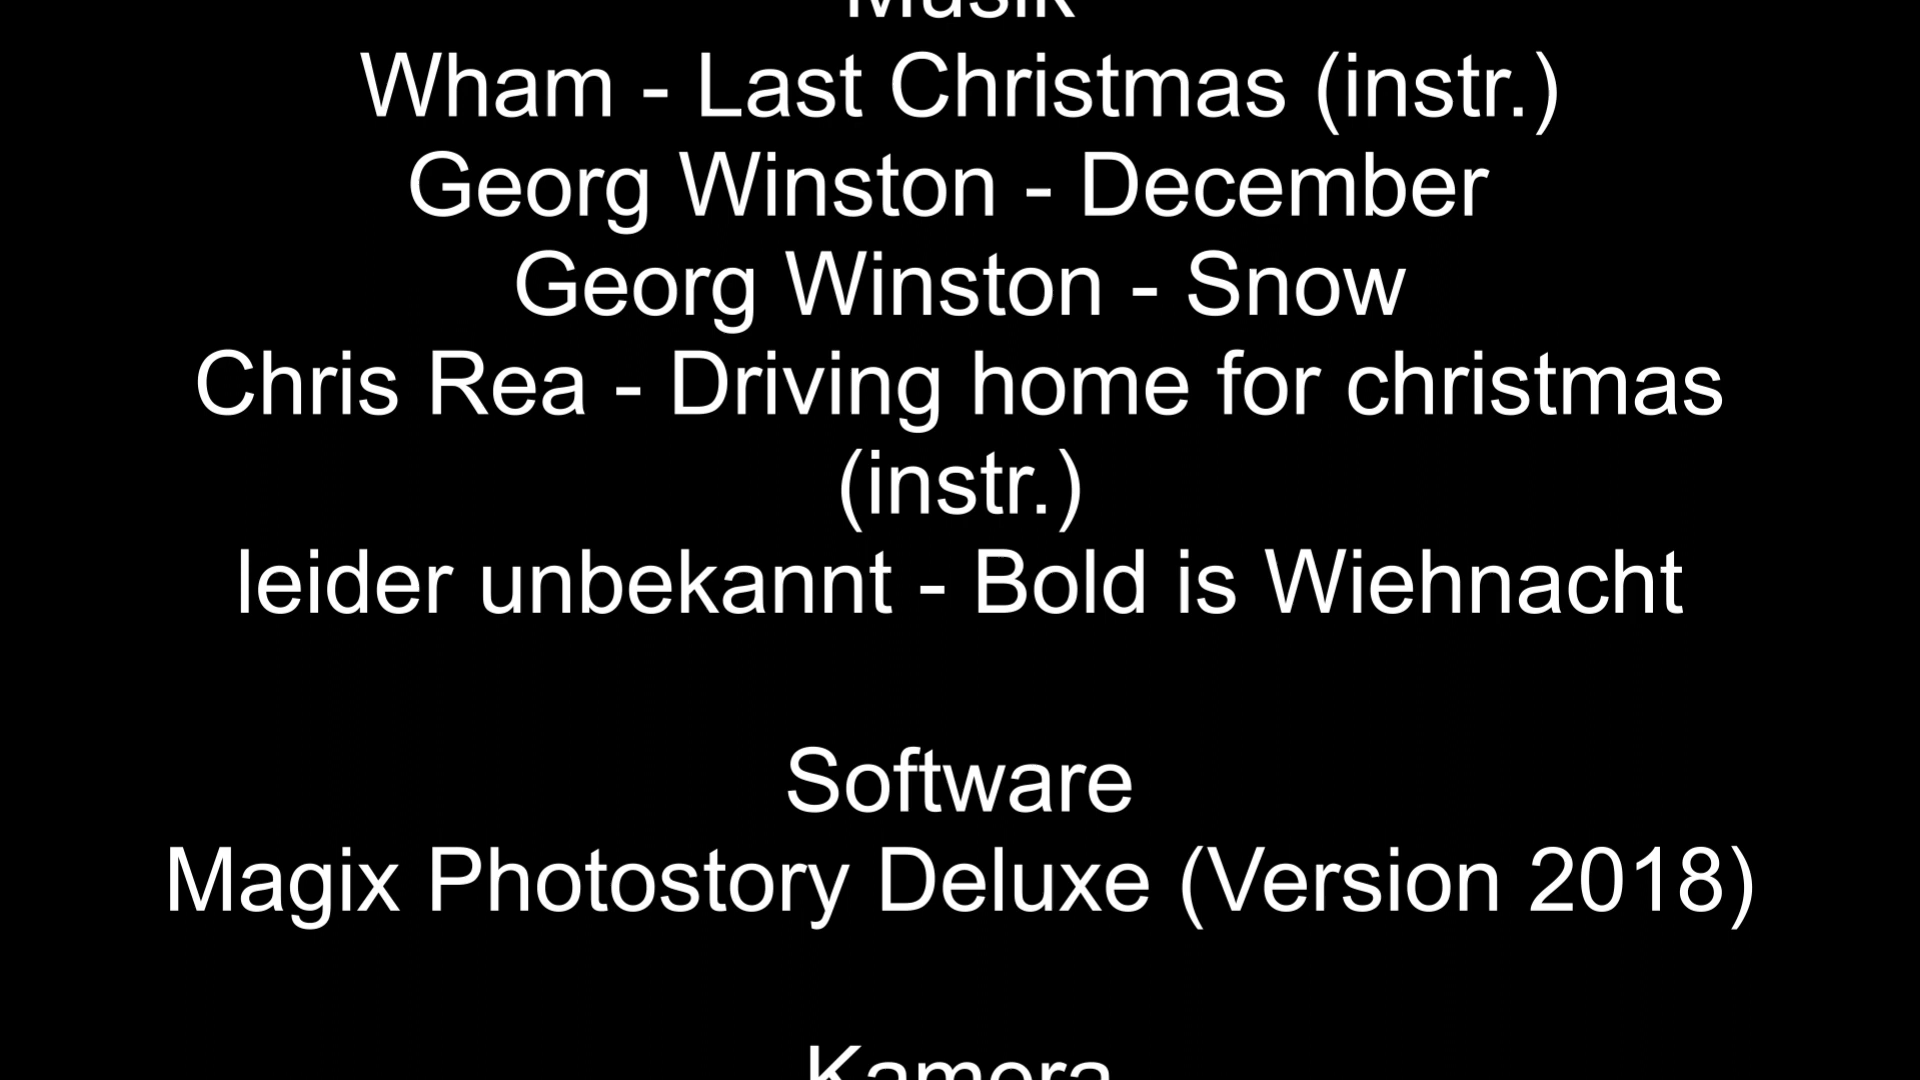 Musik
Wham - Last Christmas (instr.)
Georg Winston - December
Georg Winston - Snow
Chris Rea - Driving home for christmas
(instr.)
leider unbekannt - Bold is Wiehnacht
Software
Magix Photostory Deluxe (Version 2018)
Kamera